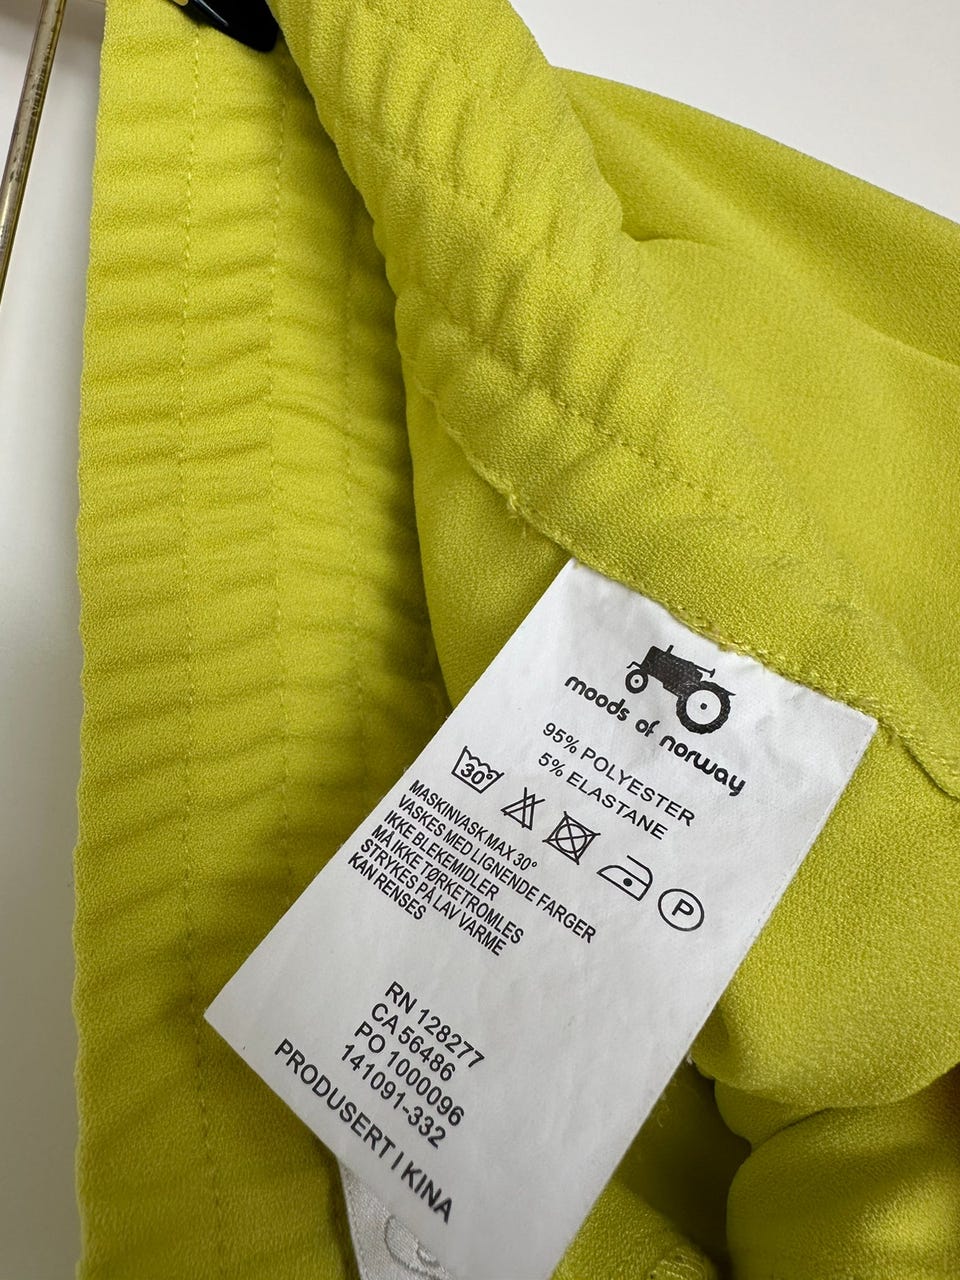 moods of norway
95% POLYESTER
5% ELASTANE
30°
P
MASKINVASK MAX 30°
VASKES MED LIGNENDE FARGER
IKKE BLEKEMIDLER
MÅ IKKE TØRKETROMLES
STRYKES PÅ LAV VARME
KAN RENSES
RN 128277
CA 56486
PO 1000096
141091-332
PRODUSERT I KINA